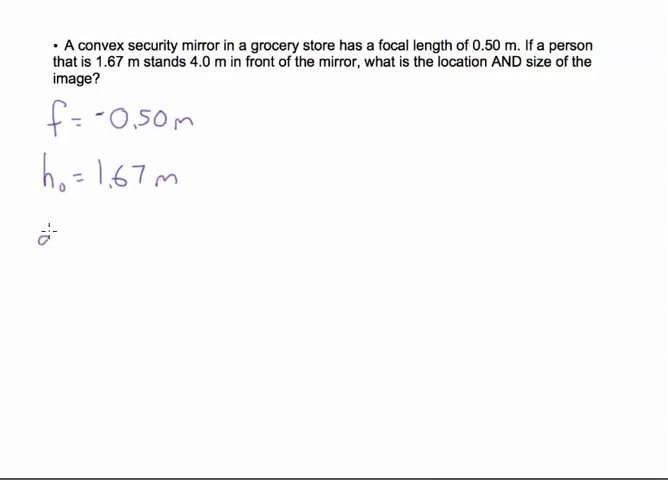 • A convex security mirror in a grocery store has a focal length of 0.50 m. If a person
that is 1.67 m stands 4.0 m in front of the mirror, what is the location AND size of the
image?
f = -0.50 m
h₀ = 1.67 m